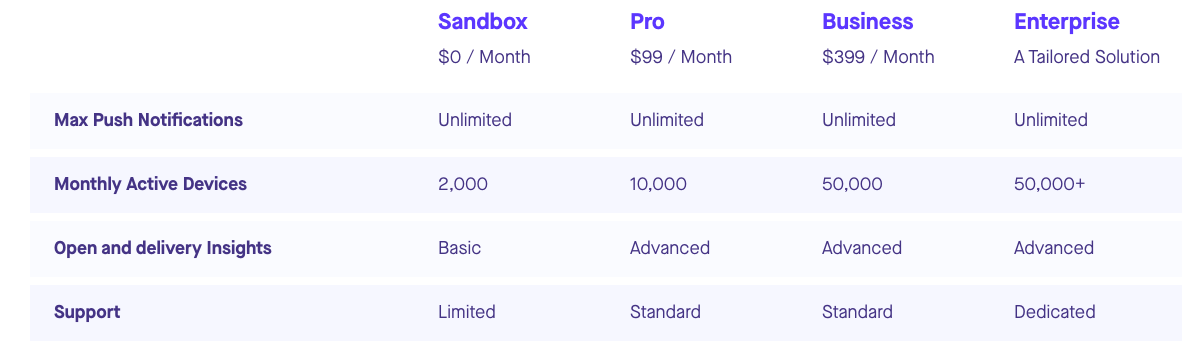 Sandbox Pro Business Enterprise
$0 / Month $99 / Month $399 / Month A Tailored Solution
Max Push Notifications Unlimited Unlimited Unlimited Unlimited
Monthly Active Devices 2,000 10,000 50,000 50,000+
Open and delivery Insights Basic Advanced Advanced Advanced
Support Limited Standard Standard Dedicated